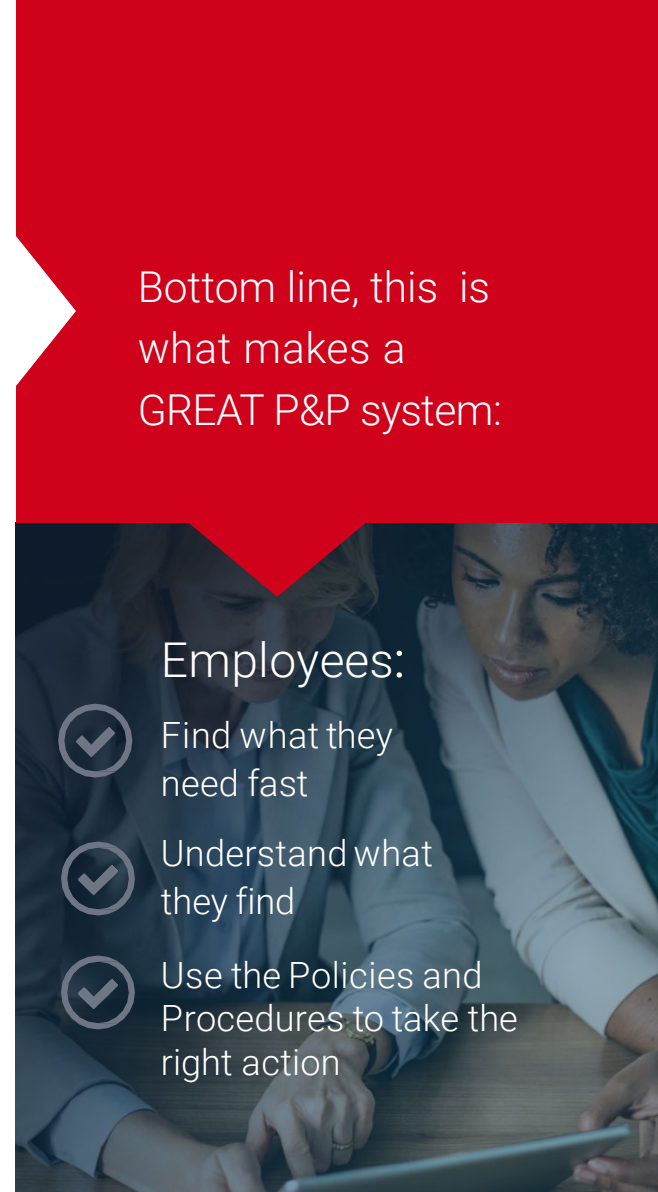 Bottom line, this is
what makes a
GREAT P&P system:
Employees:
Find what they
need fast
Understand what
they find
Use the Policies and
Procedures to take the
right action